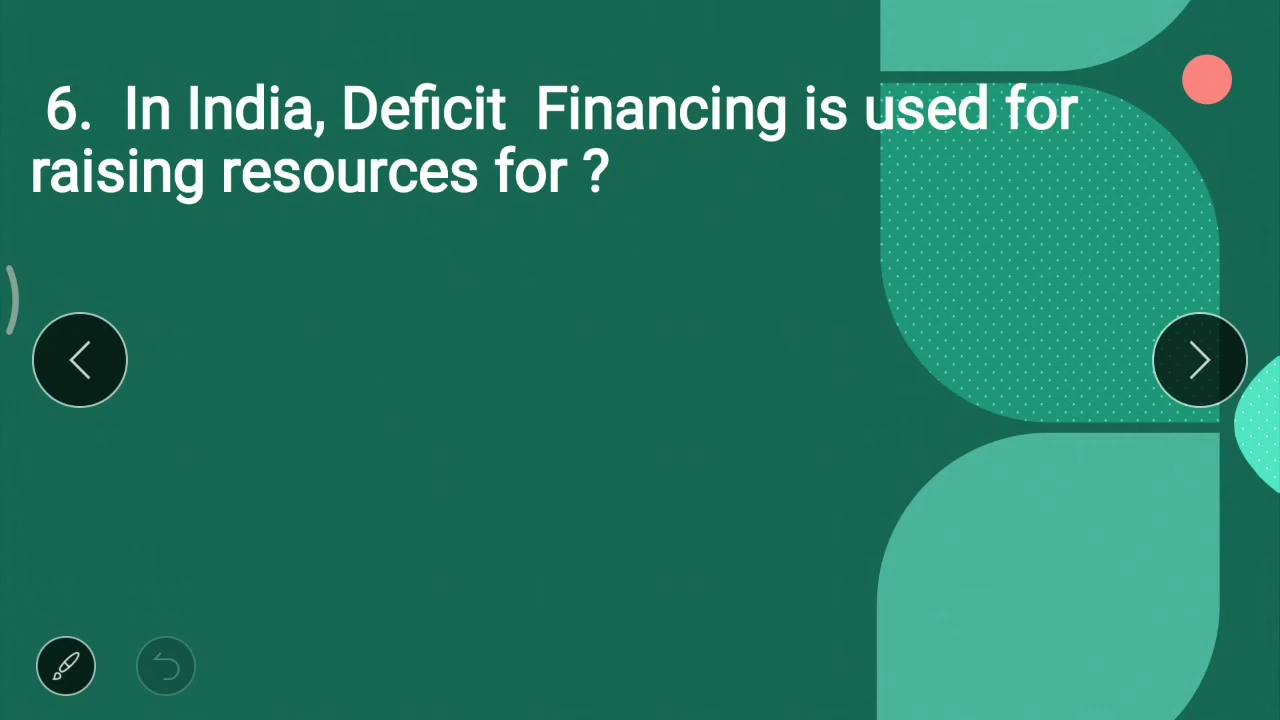 6. In India, Deficit Financing is used for
raising resources for ?